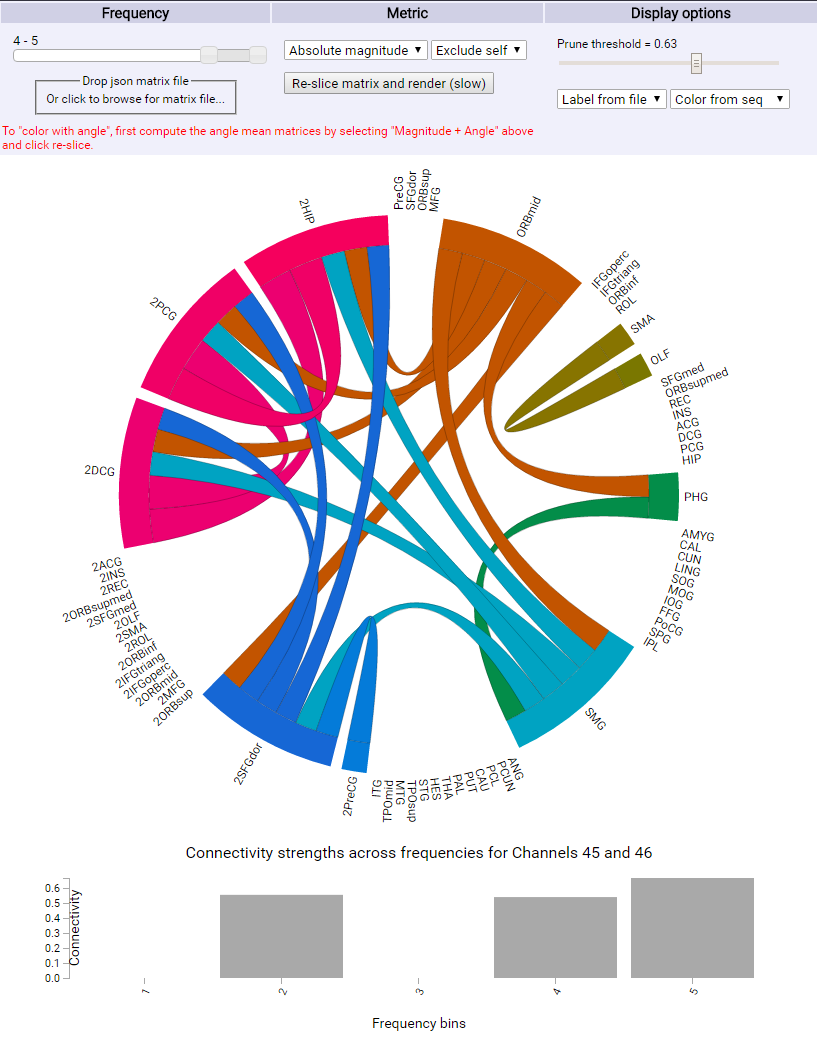 Frequency
Metric
Display options
4 - 5
Drop json matrix file
Or click to browse for matrix file...
Absolute magnitude
Exclude self
Re-slice matrix and render (slow)
Prune threshold = 0.63
Label from file
Color from seq
To "color with angle", first compute the angle mean matrices by selecting "Magnitude + Angle" above
and click re-slice.
PreCG
SFGdor
ORBsup
MFG
ORBmid
IFGoperc
IFGtriang
ORBinf
ROL
SMA
OLF
SFGmed
ORBsupmed
REC
INS
ACG
DCG
PCG
HIP
PHG
AMYG
CAL
CUN
LING
SOG
MOG
IOG
FFG
PoCG
SPG
IPL
SMG
ANG
PCUN
PCL
CAU
PUT
PAL
THA
HES
STG
TPOsup
MTG
TPOmid
ITG
2PreCG
2SFGdor
2ORBsup
2MFG
2ORBmid
2IFGoperc
2IFGtriang
2ORBinf
2ROL
2SMA
2OLF
2SFGmed
2ORBsupmed
2REC
2INS
2ACG
2DCG
2PCG
2HIP
Connectivity strengths across frequencies for Channels 45 and 46
Connectivity
0.6
0.5
0.4
0.3
0.2
0.1
0.0
1
2
3
4
5
Frequency bins